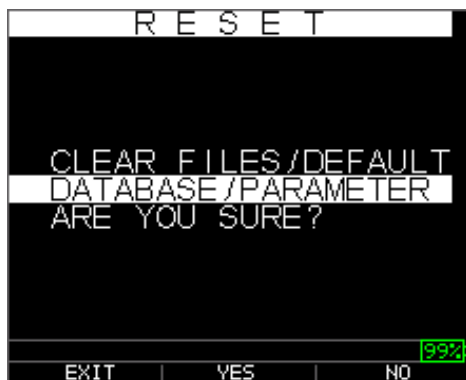 RESET
CLEAR FILES/DEFAULT
DATABASE/PARAMETER
ARE YOU SURE?
99%
EXIT | YES | NO